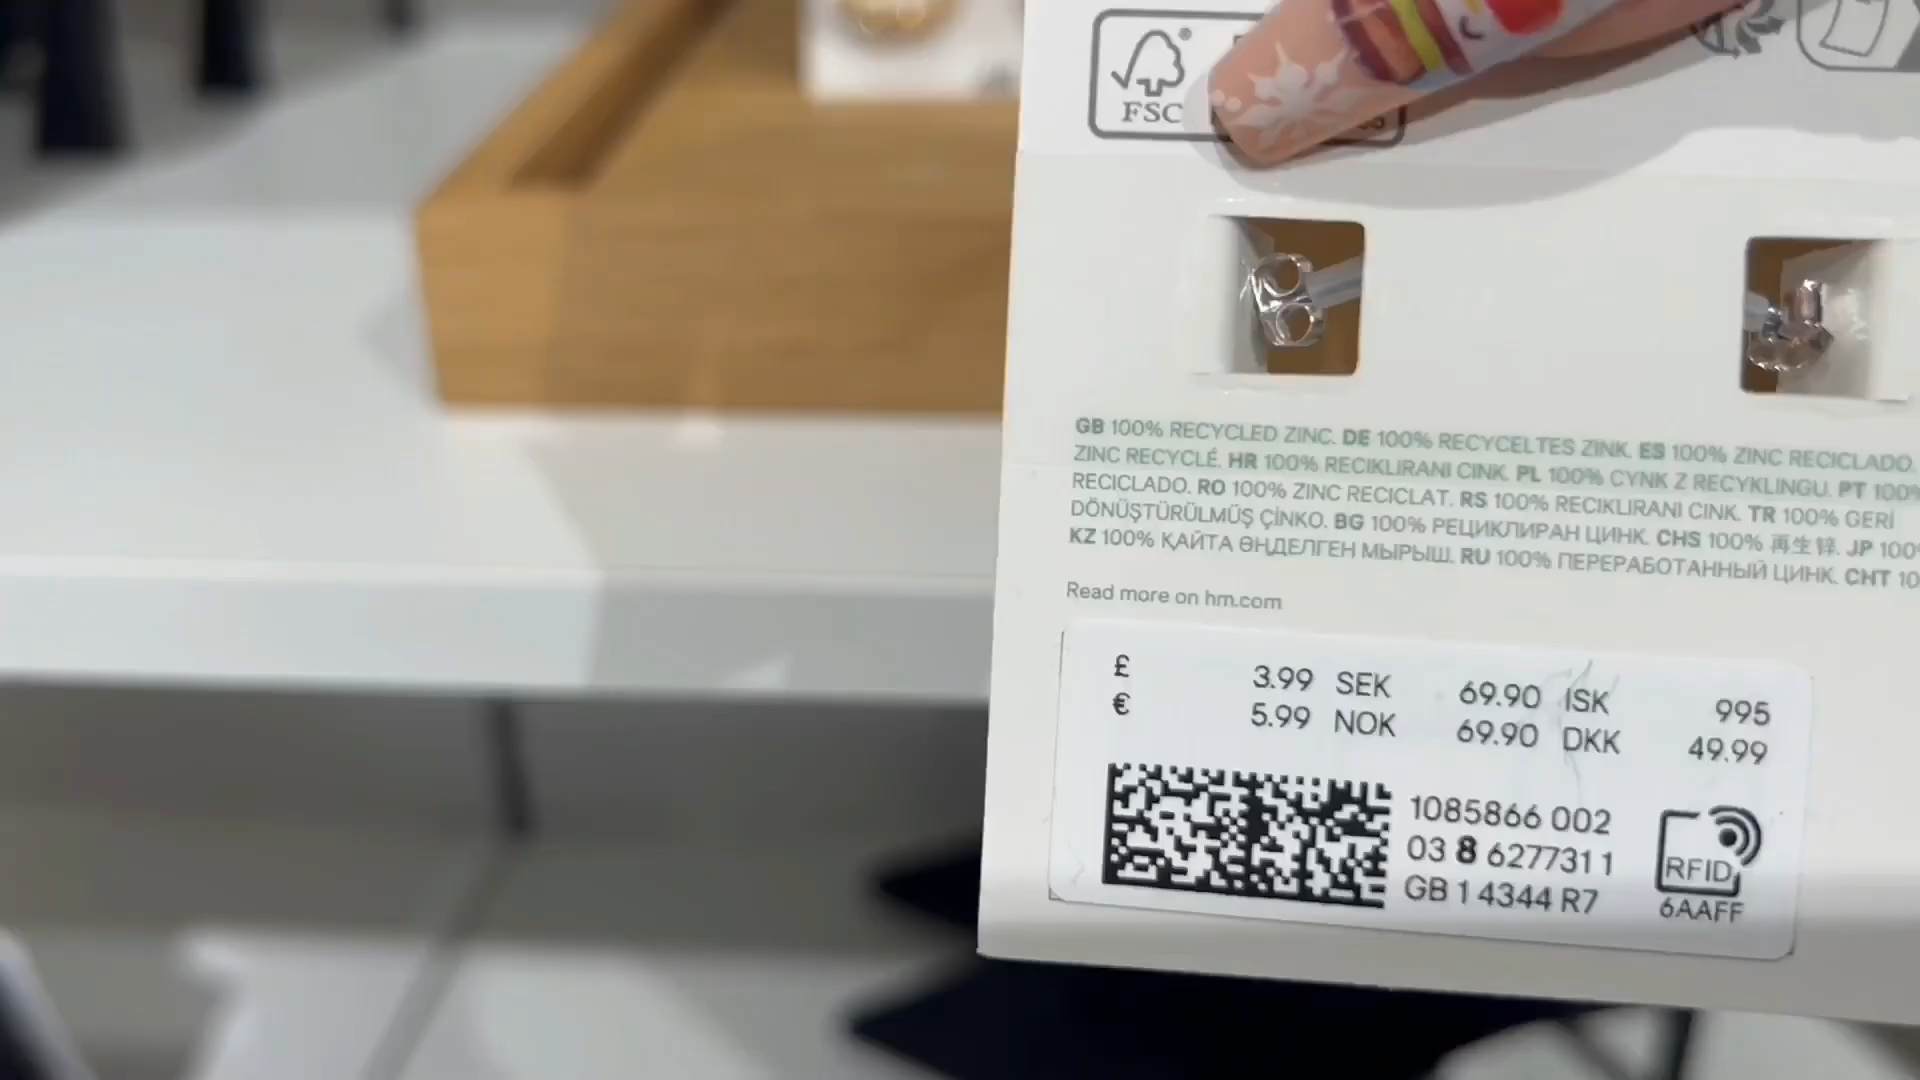 FSC
GB 100% RECYCLED ZINC. DE 100% RECYCELTES ZINK. ES 100% ZINC RECICLADO.
ZINC RECYCLÉ. HR 100% RECIKLIRANI CINK. PL 100% CYNK Z RECYKLINGU. PT 100%
RECICLADO. RO 100% ZINC RECICLAT. RS 100% RECIKLIRANI CINK. TR 100% GERİ
DÖNÜŞTÜRÜLMÜŞ ÇİNKO. BG 100% РЕЦИКЛИРАН ЦИНК. CHS 100% 再生锌. JP 100%
KZ 100% ҚАЙТА ӨҢДЕЛГЕН МЫРЫШ. RU 100% ПЕРЕРАБОТАННЫЙ ЦИНК. CHT 10
Read more on hm.com
£ 3.99 SEK 69.90 ISK 995
€ 5.99 NOK 69.90 DKK 49.99
1085866 002
03 8 627731 1
GB 1 4344 R7
RFID
6AAFF